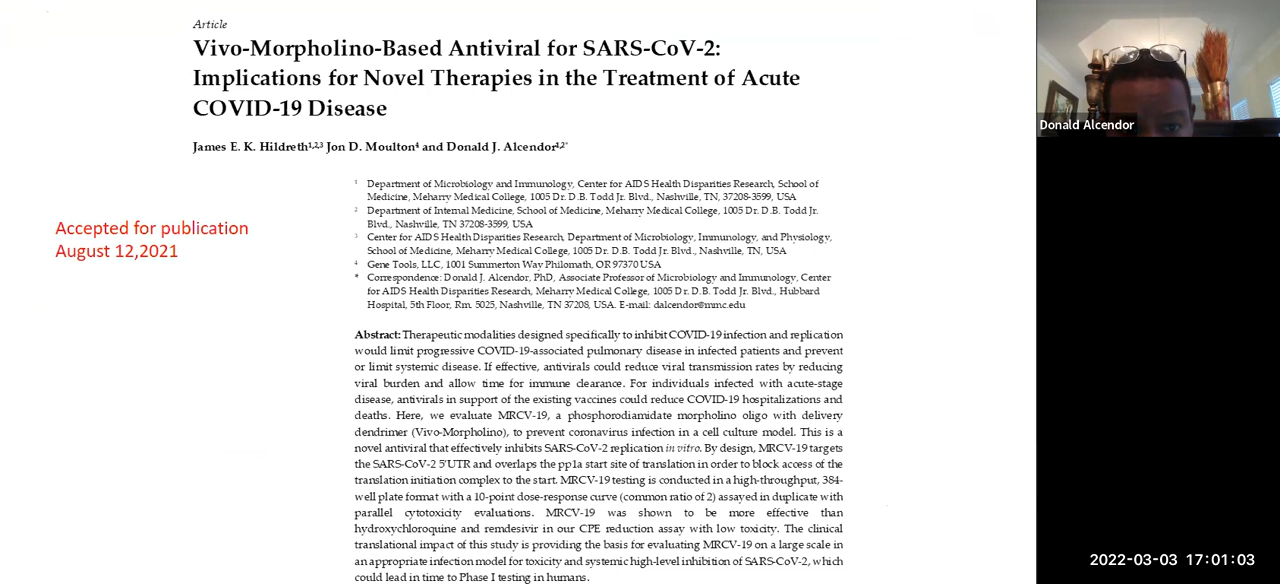 Article
Vivo-Morpholino-Based Antiviral for SARS-CoV-2:
Implications for Novel Therapies in the Treatment of Acute
COVID-19 Disease
James E. K. Hildreth1,2,3 Jon D. Moulton4 and Donald J. Alcendor1,2*
1 Department of Microbiology and Immunology, Center for AIDS Health Disparities Research, School of
Medicine, Meharry Medical College, 1005 Dr. D.B. Todd Jr. Blvd., Nashville, TN, 37208-3599, USA
2 Department of Internal Medicine, School of Medicine, Meharry Medical College, 1005 Dr. D.B. Todd Jr.
Blvd., Nashville, TN 37208-3599, USA
3 Center for AIDS Health Disparities Research, Department of Microbiology, Immunology, and Physiology,
School of Medicine, Meharry Medical College, 1005 Dr. D.B. Todd Jr. Blvd., Nashville, TN, USA
4 Gene Tools, LLC, 1001 Summerton Way Philomath, OR 97370 USA
* Correspondence: Donald J. Alcendor, PhD, Associate Professor of Microbiology and Immunology, Center
for AIDS Health Disparities Research, Meharry Medical College, 1005 Dr. D.B. Todd Jr. Blvd., Hubbard
Hospital, 5th Floor, Rm. 5025, Nashville, TN 37208, USA. E-mail: dalcendor@mmc.edu
Accepted for publication
August 12,2021
Abstract: Therapeutic modalities designed specifically to inhibit COVID-19 infection and replication
would limit progressive COVID-19-associated pulmonary disease in infected patients and prevent
or limit systemic disease. If effective, antivirals could reduce viral transmission rates by reducing
viral burden and allow time for immune clearance. For individuals infected with acute-stage
disease, antivirals in support of the existing vaccines could reduce COVID-19 hospitalizations and
deaths. Here, we evaluate MRCV-19, a phosphorodiamidate morpholino oligo with delivery
dendrimer (Vivo-Morpholino), to prevent coronavirus infection in a cell culture model. This is a
novel antiviral that effectively inhibits SARS-CoV-2 replication in vitro. By design, MRCV-19 targets
the SARS-CoV-2 5'UTR and overlaps the pp1a start site of translation in order to block access of the
translation initiation complex to the start. MRCV-19 testing is conducted in a high-throughput, 384-
well plate format with a 10-point dose-response curve (common ratio of 2) assayed in duplicate with
parallel cytotoxicity evaluations. MRCV-19 was shown to be more effective than
hydroxychloroquine and remdesivir in our CPE reduction assay with low toxicity. The clinical
translational impact of this study is providing the basis for evaluating MRCV-19 on a large scale in
an appropriate infection model for toxicity and systemic high-level inhibition of SARS-CoV-2, which
could lead in time to Phase I testing in humans.
Donald Alcendor
2022-03-03 17:01:03